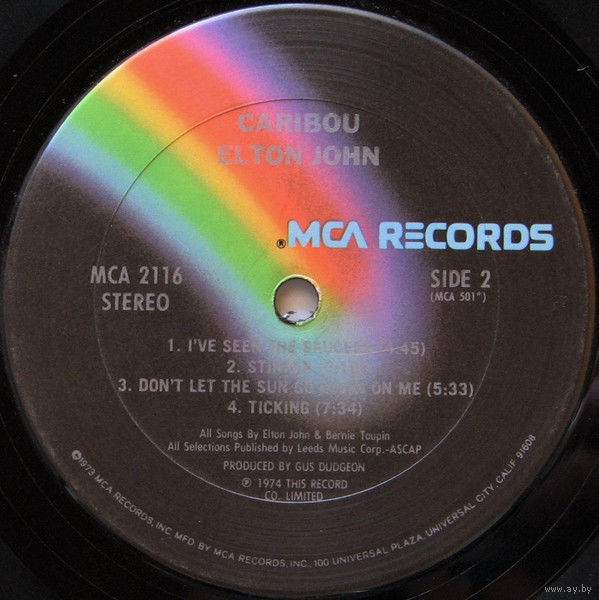 CARIBOU
ELTON JOHN
® MCA RECORDS
MCA 2116
STEREO
SIDE 2
(MCA 501")
1. I'VE SEEN THE SAUCERS (4:45)
2.
3. DON'T LET THE SUN GO DOWN ON ME (5:33)
4. TICKING (7:34)
All Songs By Elton John & Bernie Taupin
All Selections Published by Leeds Music Corp.-ASCAP
PRODUCED BY GUS DUDGEON
℗ 1974 THIS RECORD
CO. LIMITED
©1973 MCA RECORDS, INC. MFD BY MCA RECORDS, INC., 100 UNIVERSAL PLAZA, UNIVERSAL CITY, CALIF. 91608
www.ay.by